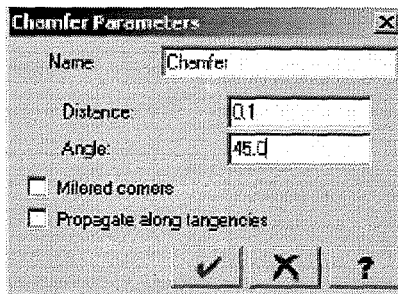 Chamfer Parameters
Name: Chamfer
Distance: 0.1
Angle: 45.0
Mitered corners
Propagate along tangencies
?